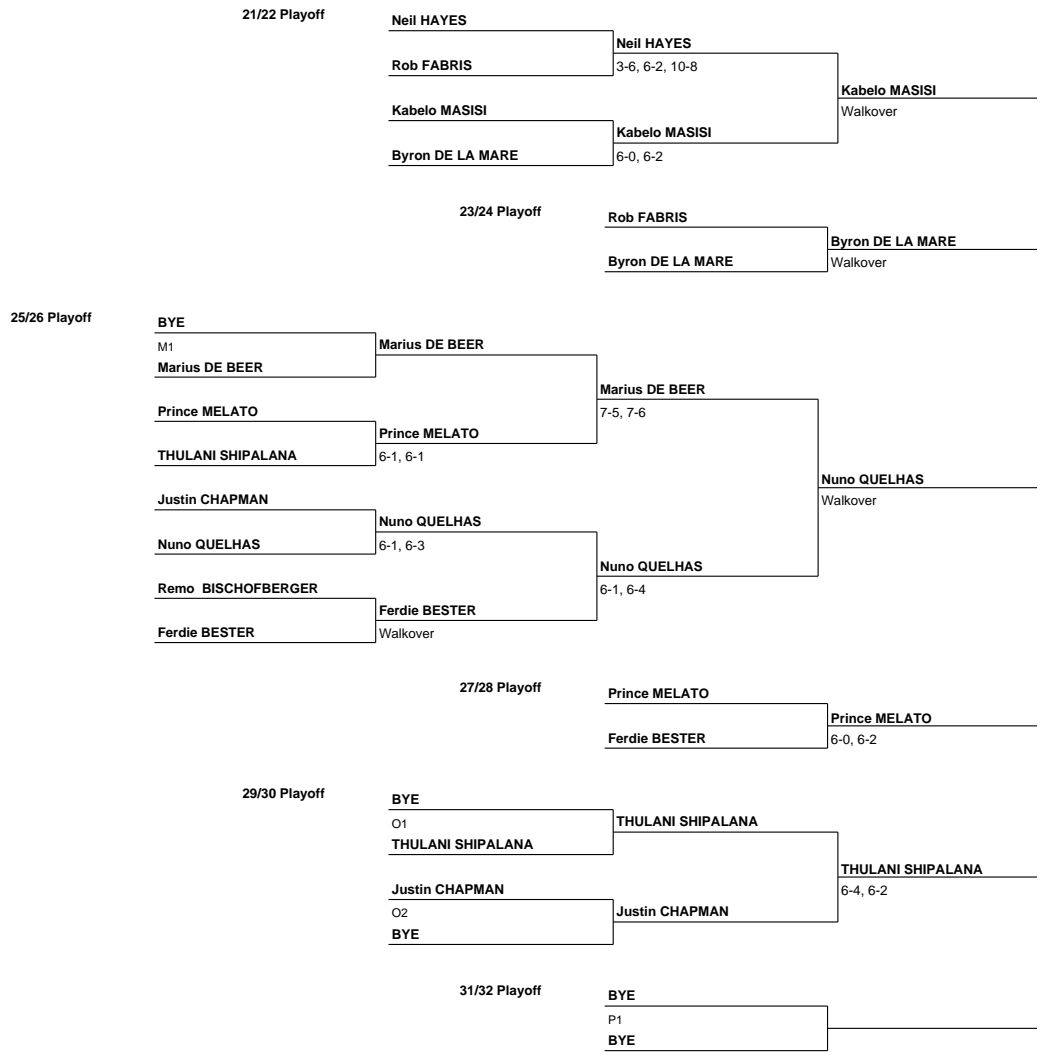 21/22 Playoff
Neil HAYES
Neil HAYES
Rob FABRIS
3-6, 6-2, 10-8
Kabelo MASISI
Kabelo MASISI
Walkover
Kabelo MASISI
Byron DE LA MARE
6-0, 6-2
23/24 Playoff
Rob FABRIS
Byron DE LA MARE
Byron DE LA MARE
Walkover
25/26 Playoff
BYE
M1
Marius DE BEER
Marius DE BEER
Marius DE BEER
Prince MELATO
7-5, 7-6
Prince MELATO
THULANI SHIPALANA
6-1, 6-1
Nuno QUELHAS
Justin CHAPMAN
Walkover
Nuno QUELHAS
Nuno QUELHAS
6-1, 6-3
Nuno QUELHAS
Remo  BISCHOFBERGER
6-1, 6-4
Ferdie BESTER
Ferdie BESTER
Walkover
27/28 Playoff
Prince MELATO
Prince MELATO
Ferdie BESTER
6-0, 6-2
29/30 Playoff
BYE
O1
THULANI SHIPALANA
THULANI SHIPALANA
THULANI SHIPALANA
Justin CHAPMAN
6-4, 6-2
O2
Justin CHAPMAN
BYE
31/32 Playoff
BYE
P1
BYE